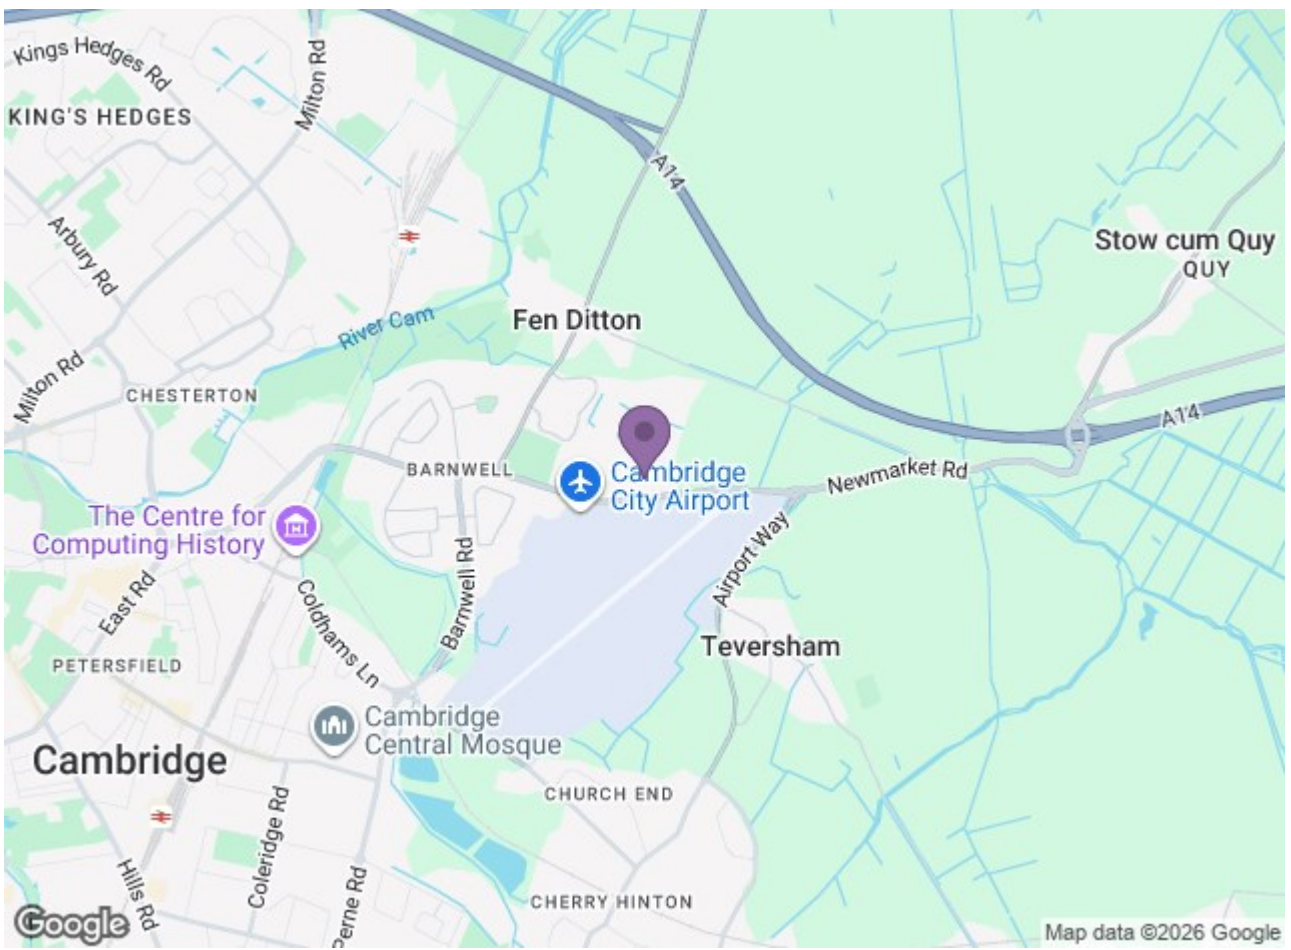 Kings Hedges Rd
Milton Rd
KING'S HEDGES
A14
Arbury Rd
Stow cum Quy
QUY
River Cam
Fen Ditton
Milton Rd
CHESTERTON
A14
BARNWELL
Cambridge
City Airport
Newmarket Rd
The Centre for
Computing History
Airport Way
East Rd
Coldhams Ln
Barnwell Rd
Teversham
PETERSFIELD
Cambridge
Central Mosque
Cambridge
CHURCH END
Coleridge Rd
Hills Rd
Perne Rd
CHERRY HINTON
Google
Map data ©2026 Google